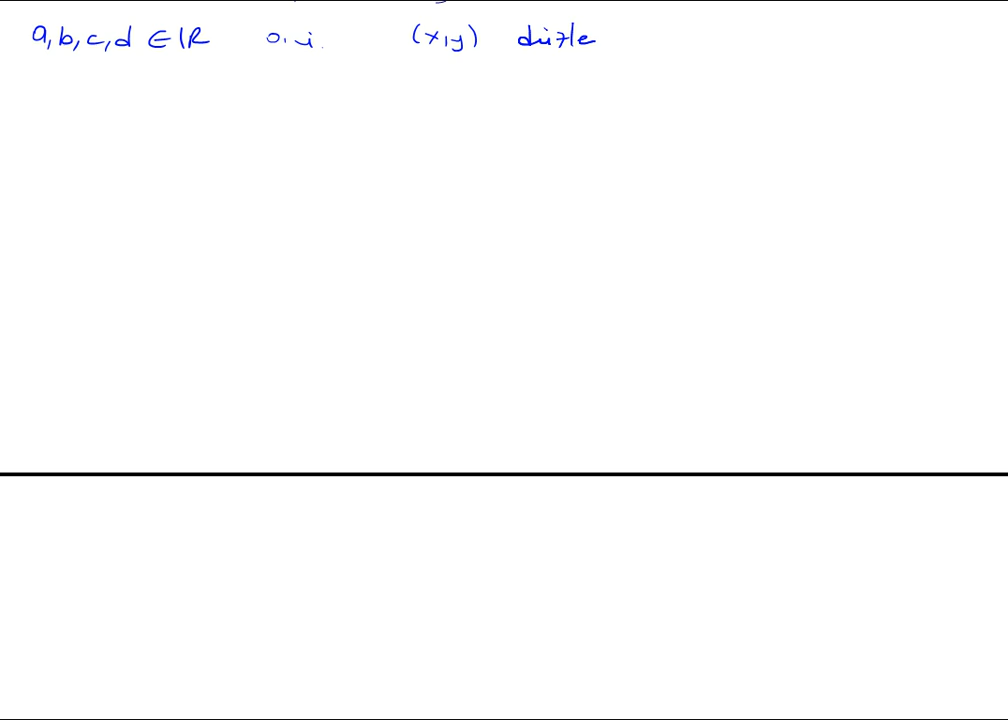 a, b, c, d ∈ ℝ o. ü. (x, y) düzle